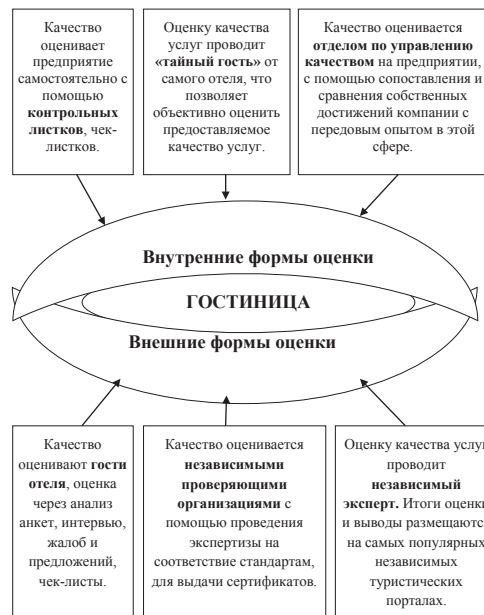 Качество
оценивает
предприятие
самостоятельно с
помощью
контрольных
листков, чек-
листков.
Оценку качества
услуг проводит
«тайный гость» от
самого отеля, что
позволяет
объективно оценить
предоставляемое
качество услуг.
Качество оценивается
отделом по управлению
качеством на предприятии,
с помощью сопоставления и
сравнения собственных
достижений компании с
передовым опытом в этой
сфере.
Внутренние формы оценки
ГОСТИНИЦА
Внешние формы оценки
Качество
оценивают гости
отеля, оценка
через анализ
анкет, интервью,
жалоб и
предложений,
чек-листы.
Качество оценивается
независимыми
проверяющими
организациями с
помощью проведения
экспертизы на
соответствие стандартам,
для выдачи сертификатов.
Оценку качества услуг
проводит
независимый
эксперт. Итоги оценки
и выводы размещаются
на самых популярных
независимых
туристических
порталах.